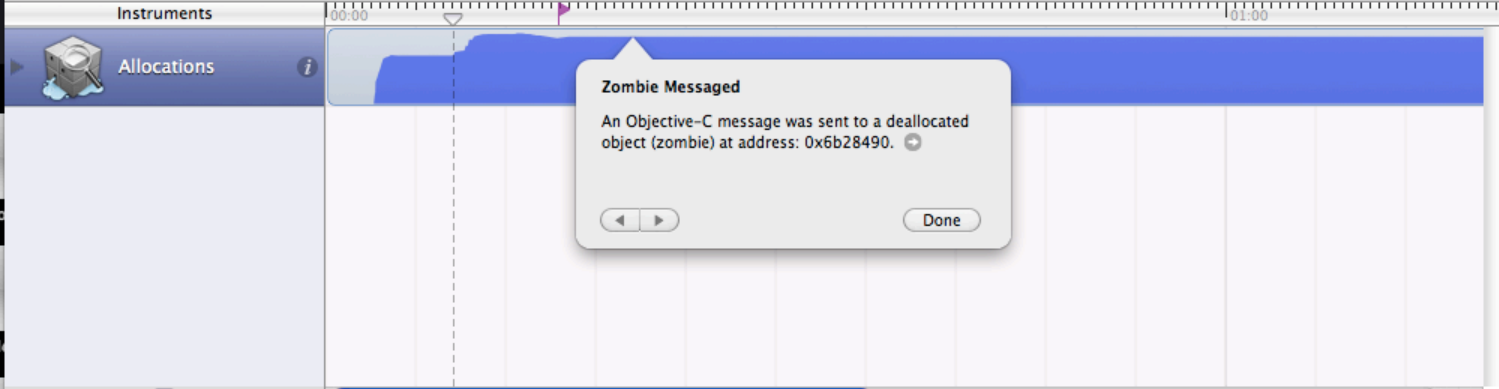 Instruments
00:00
01:00
Allocations
Zombie Messaged
An Objective-C message was sent to a deallocated
object (zombie) at address: 0x6b28490.
Done